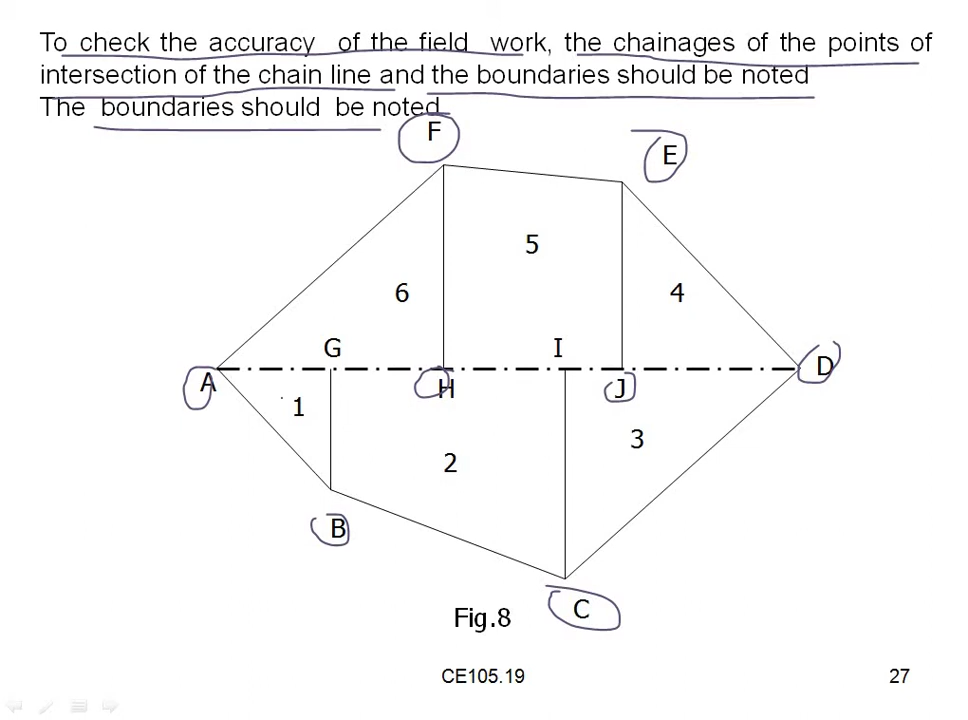 To check the accuracy of the field work, the chainages of the points of
intersection of the chain line and the boundaries should be noted
The boundaries should be noted
F
E
5
6
4
G
I
A
H
J
D
1
3
2
B
C
Fig.8
CE105.19
27